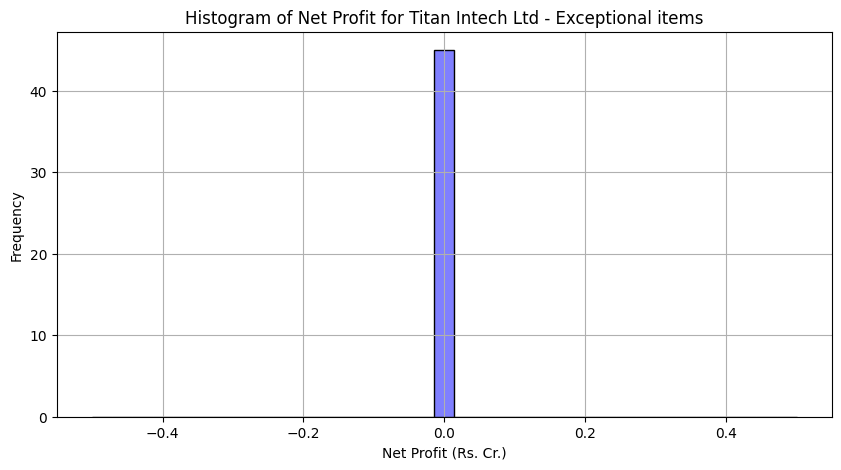 Histogram of Net Profit for Titan Intech Ltd - Exceptional items
Frequency
40
30
20
10
0
−0.4 −0.2 0.0 0.2 0.4
Net Profit (Rs. Cr.)